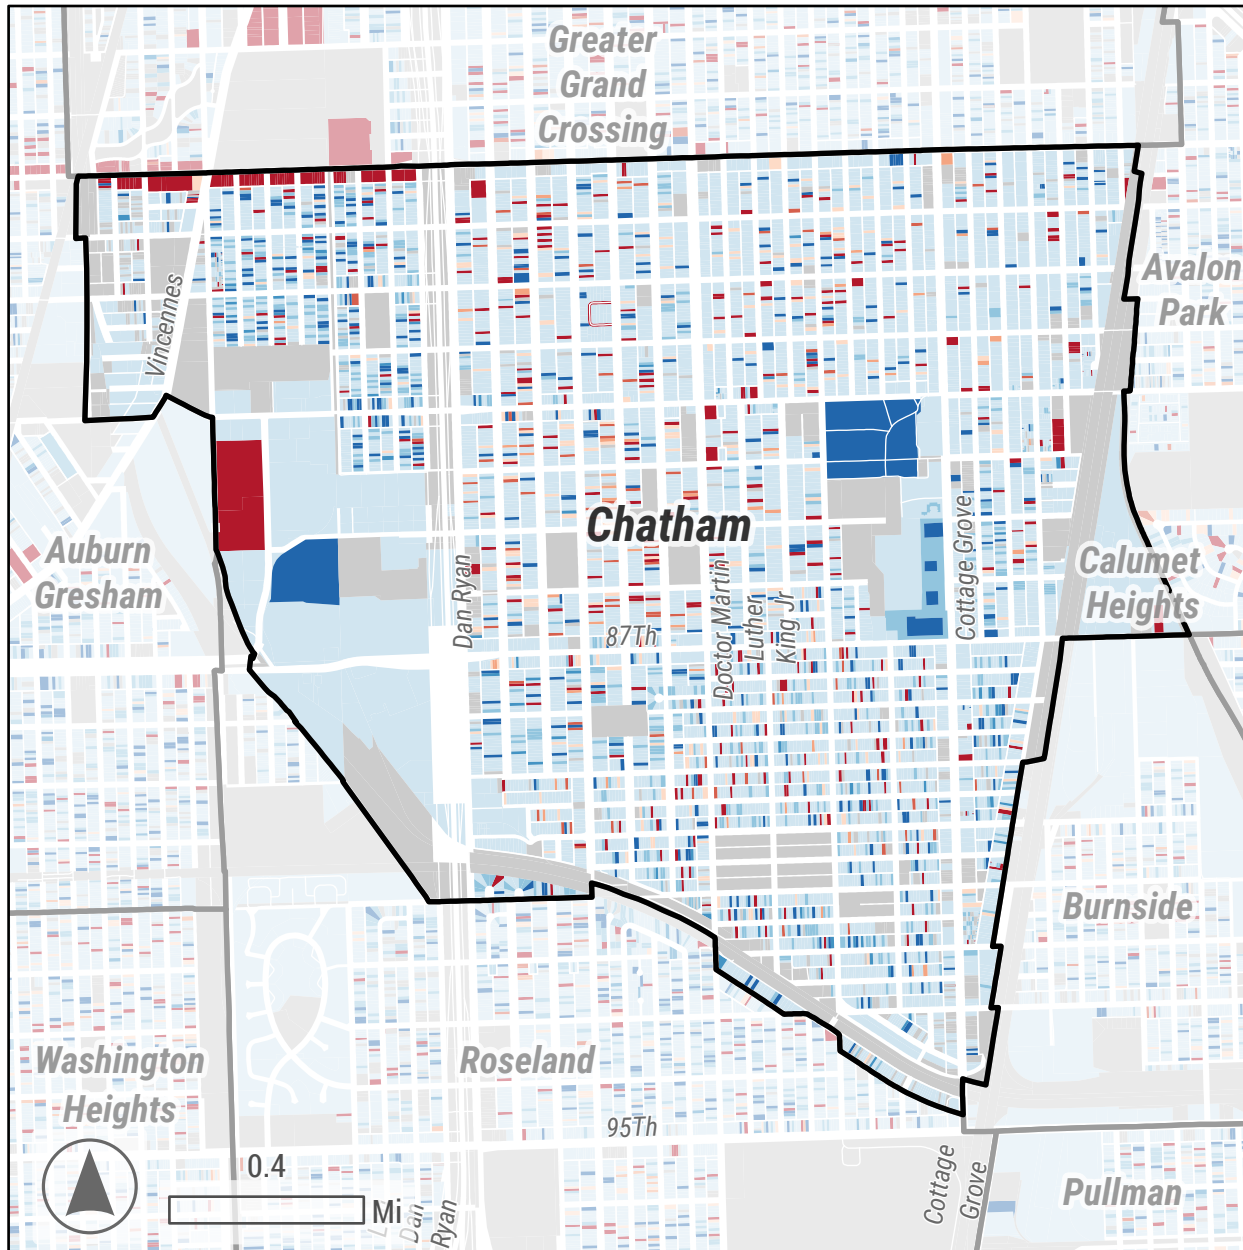 Greater
Grand
Crossing
Avalon
Park
Vincennes
Chatham
Auburn
Gresham
Dan Ryan
Cottage Grove
Calumet
Heights
87Th
Doctor Martin
Luther
King Jr
Burnside
Washington
Heights
Roseland
95Th
0.4
Mi
Dan
Ryan
Cottage
Grove
Pullman